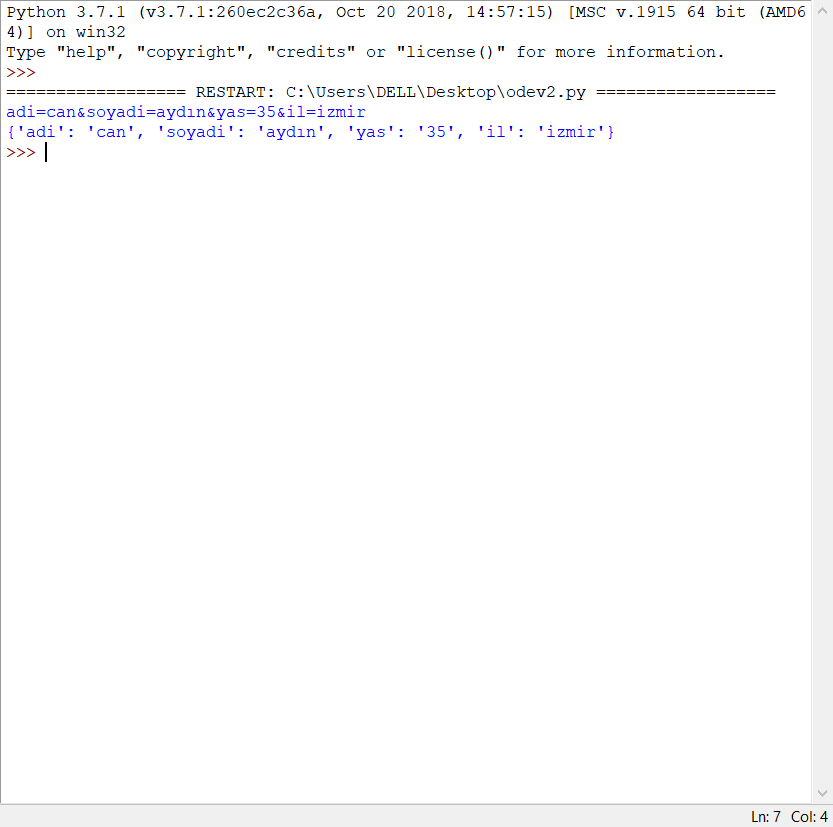 Python 3.7.1 (v3.7.1:260ec2c36a, Oct 20 2018, 14:57:15) [MSC v.1915 64 bit (AMD6
4)] on win32
Type "help", "copyright", "credits" or "license()" for more information.
>>>
================== RESTART: C:\Users\DELL\Desktop\odev2.py ==================
adi=can&soyadi=aydın&yas=35&il=izmir
{'adi': 'can', 'soyadi': 'aydın', 'yas': '35', 'il': 'izmir'}
>>>
Ln: 7 Col: 4